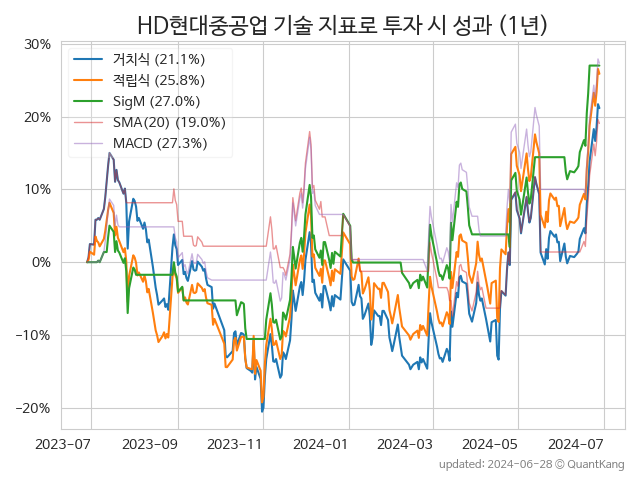 HD현대중공업 기술 지표로 투자 시 성과 (1년)
30%
20%
10%
0%
−10%
−20%
거치식 (21.1%)
적립식 (25.8%)
SigM (27.0%)
SMA(20) (19.0%)
MACD (27.3%)
2023-07 2023-09 2023-11 2024-01 2024-03 2024-05 2024-07
updated: 2024-06-28 © QuantKang